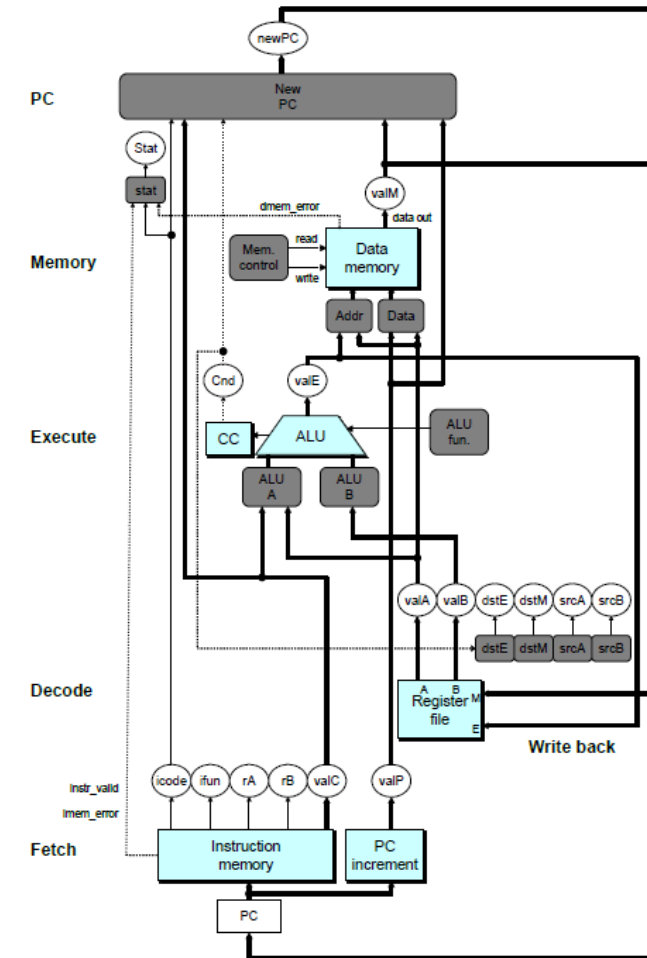 newPC
PC
New
PC
Stat
stat
valM
dmem_error
data out
Memory
Mem.
control
read
write
Data
memory
Addr
Data
Cnd
valE
Execute
CC
ALU
ALU
fun.
ALU
A
ALU
B
valA
valB
dstE
dstM
srcA
srcB
dstE
dstM
srcA
srcB
Decode
A
B
M
Register
file
E
Write back
Instr_valid
icode
ifun
rA
rB
valC
valP
Imem_error
Fetch
Instruction
memory
PC
increment
PC